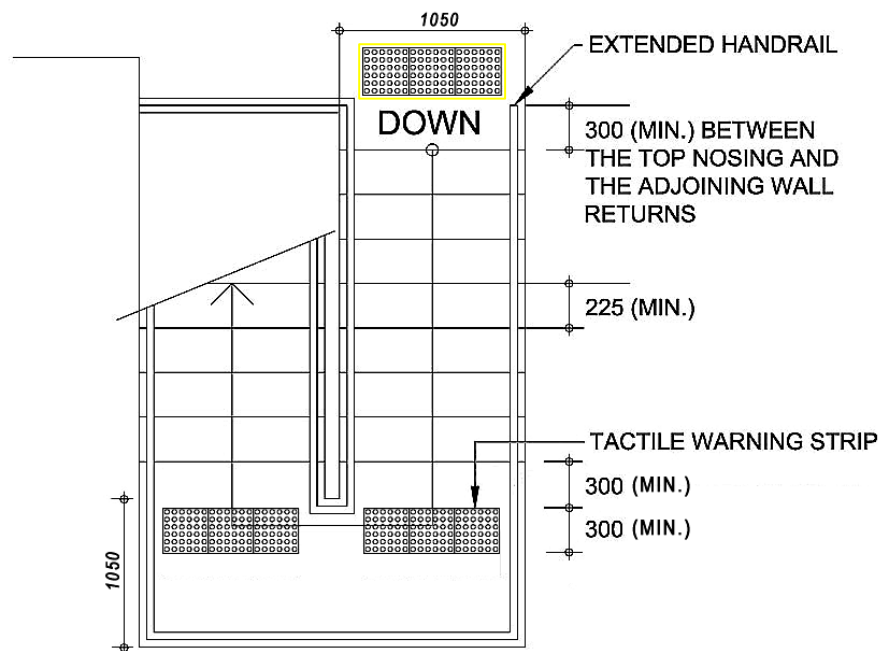 1050
EXTENDED HANDRAIL
DOWN
300 (MIN.) BETWEEN
THE TOP NOSING AND
THE ADJOINING WALL
RETURNS
225 (MIN.)
TACTILE WARNING STRIP
300 (MIN.)
300 (MIN.)
1050